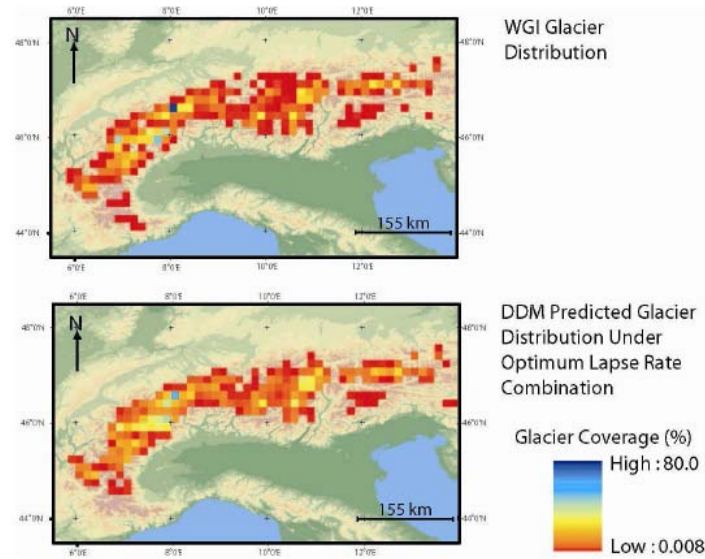 6°0'E 8°0'E 10°0'E 12°0'E
N
48°0'N 48°0'N
46°0'N 46°0'N
44°0'N 44°0'N
155 km
6°0'E 8°0'E 10°0'E 12°0'E
WGI Glacier
Distribution
6°0'E 8°0'E 10°0'E 12°0'E
N
48°0'N 48°0'N
46°0'N 46°0'N
44°0'N 44°0'N
155 km
6°0'E 8°0'E 10°0'E 12°0'E
DDM Predicted Glacier
Distribution Under
Optimum Lapse Rate
Combination
Glacier Coverage (%)
High : 80.0
Low : 0.008